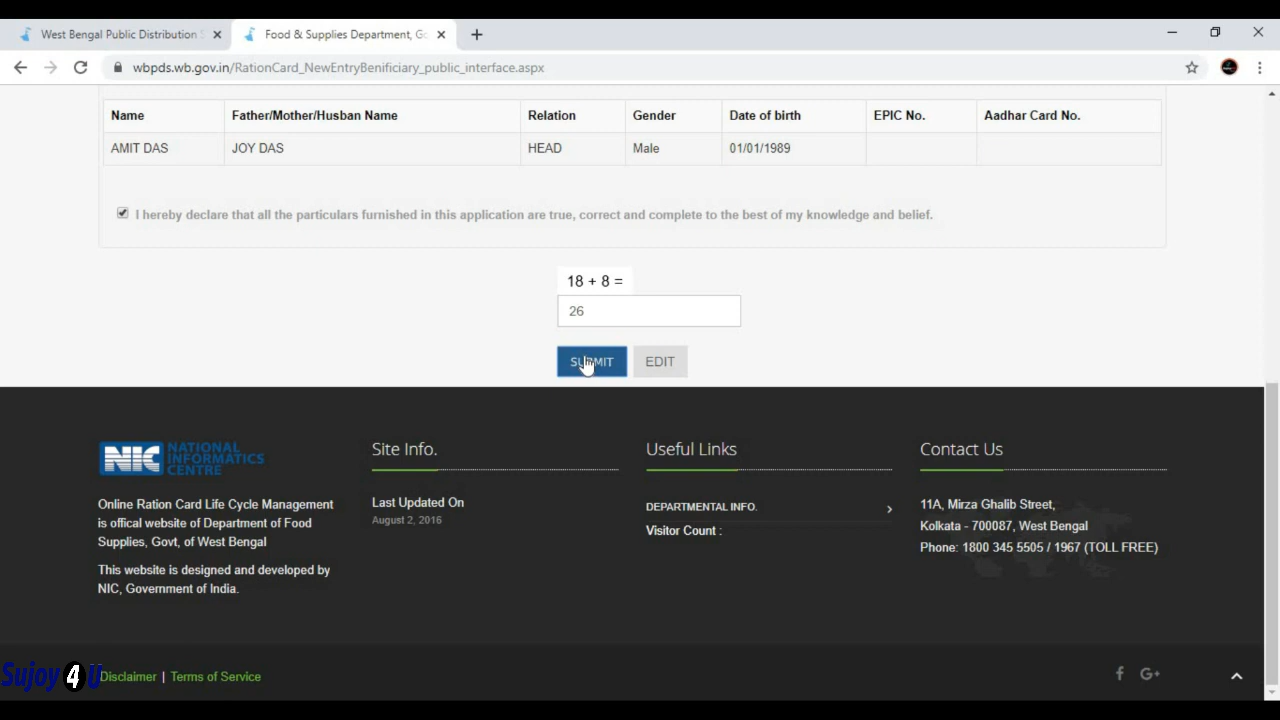 West Bengal Public Distribution S
Food & Supplies Department, Go
wbpds.wb.gov.in/RationCard_NewEntryBenificiary_public_interface.aspx
Name Father/Mother/Husban Name Relation Gender Date of birth EPIC No. Aadhar Card No.
AMIT DAS JOY DAS HEAD Male 01/01/1989
I hereby declare that all the particulars furnished in this application are true, correct and complete to the best of my knowledge and belief.
18 + 8 =
26
SUBMIT EDIT
NIC NATIONAL
INFORMATICS
CENTRE
Online Ration Card Life Cycle Management
is offical website of Department of Food
Supplies, Govt, of West Bengal
This website is designed and developed by
NIC, Government of India.
Site Info.
Last Updated On
August 2, 2016
Useful Links
DEPARTMENTAL INFO.
Visitor Count :
Contact Us
11A, Mirza Ghalib Street,
Kolkata - 700087, West Bengal
Phone: 1800 345 5505 / 1967 (TOLL FREE)
Sujoy 4 U
Disclaimer | Terms of Service
f G+